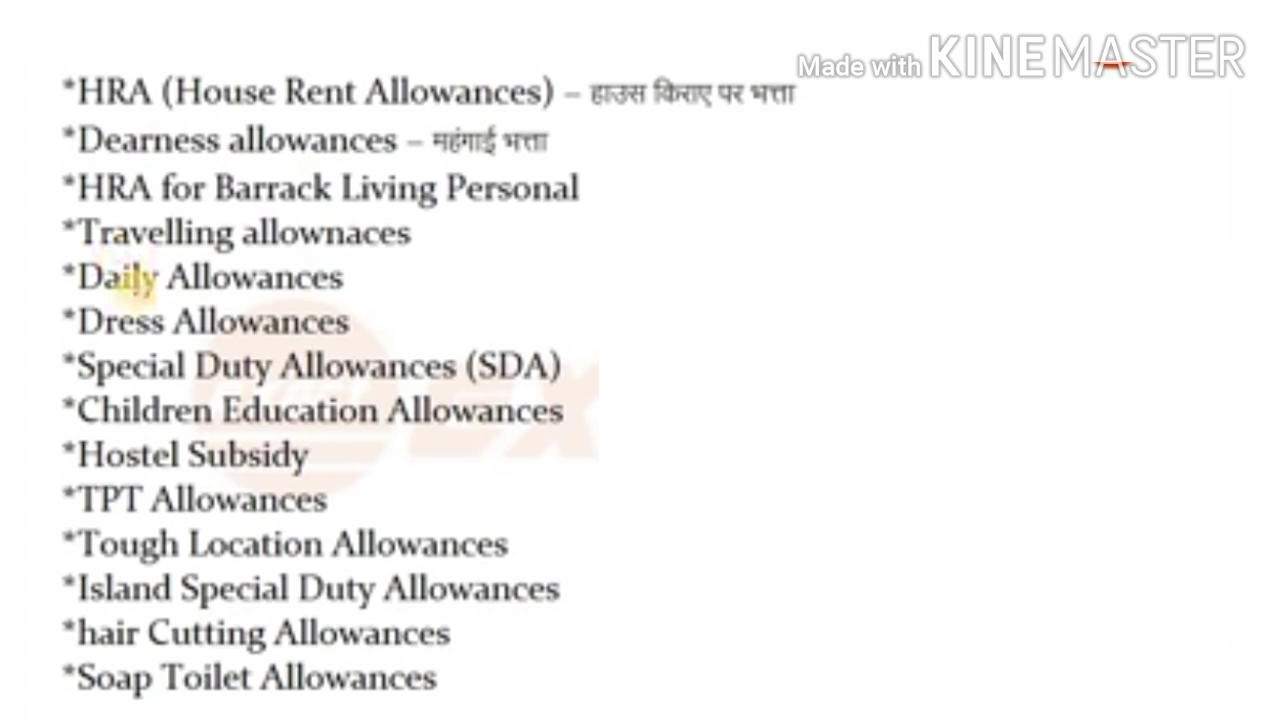 Made with KINEMASTER
*HRA (House Rent Allowances) – हाउस किराए पर भत्ता
*Dearness allowances – महंगाई भत्ता
*HRA for Barrack Living Personal
*Travelling allownaces
*Daily Allowances
*Dress Allowances
*Special Duty Allowances (SDA)
*Children Education Allowances
*Hostel Subsidy
*TPT Allowances
*Tough Location Allowances
*Island Special Duty Allowances
*hair Cutting Allowances
*Soap Toilet Allowances